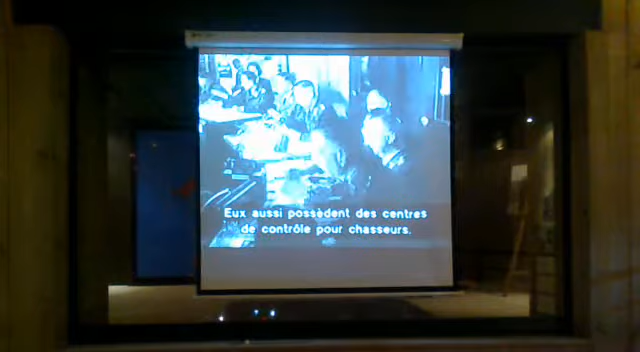 Eux aussi possèdent des centres
de contrôle pour chasseurs.